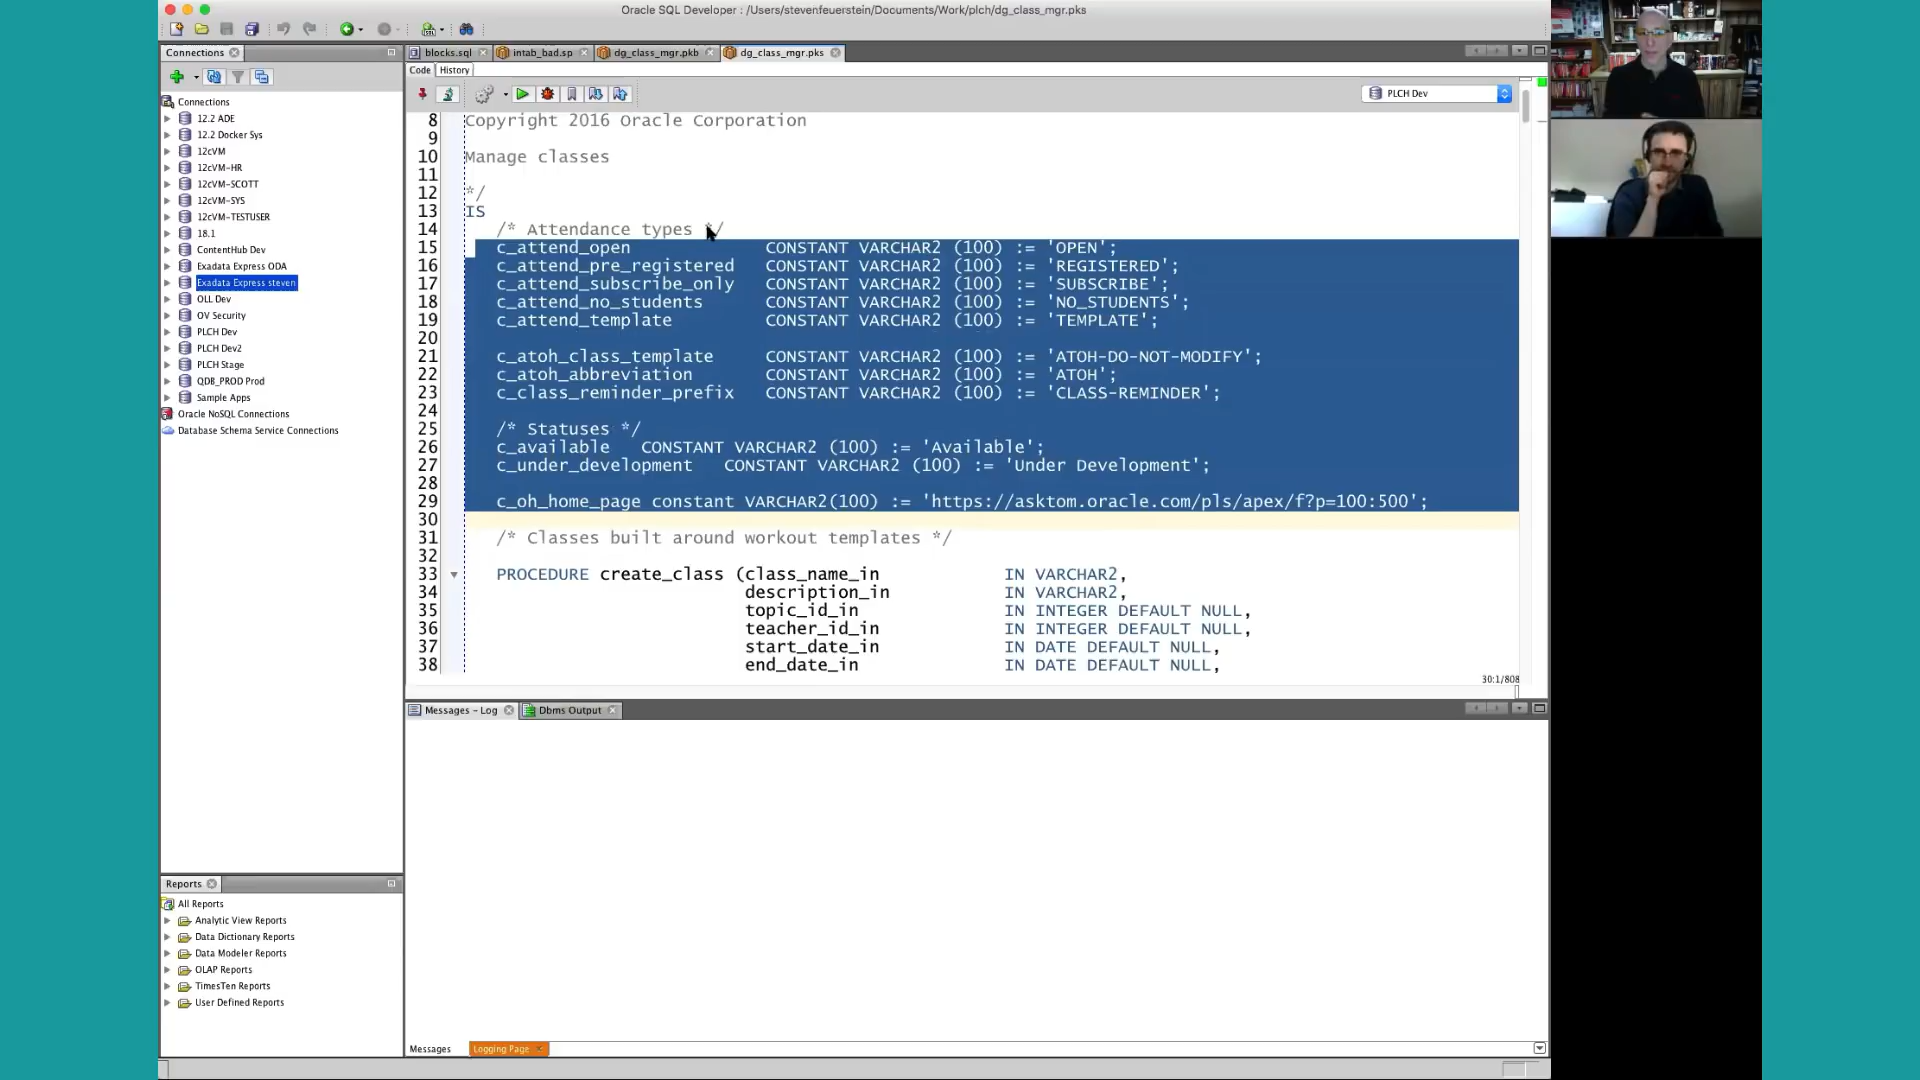 Oracle SQL Developer : /Users/stevenfeuerstein/Documents/Work/plch/dg_class_mgr.pks
Connections
Connections
12.2 ADE
12.2 Docker Sys
12cVM
12cVM-HR
12cVM-SCOTT
12cVM-SYS
12cVM-TESTUSER
18.1
ContentHub Dev
Exadata Express ODA
Exadata Express steven
OLL Dev
OV Security
PLCH Dev
PLCH Dev2
PLCH Stage
QDB_PROD Prod
Sample Apps
Oracle NoSQL Connections
Database Schema Service Connections
Reports
All Reports
Analytic View Reports
Data Dictionary Reports
Data Modeler Reports
OLAP Reports
TimesTen Reports
User Defined Reports
blocks.sql intab_bad.sp dg_class_mgr.pkb dg_class_mgr.pks
Code History
PLCH Dev
8 Copyright 2016 Oracle Corporation
9
10 Manage classes
11
12 */
13 IS
14 /* Attendance types */
15 c_attend_open CONSTANT VARCHAR2 (100) := 'OPEN';
16 c_attend_pre_registered CONSTANT VARCHAR2 (100) := 'REGISTERED';
17 c_attend_subscribe_only CONSTANT VARCHAR2 (100) := 'SUBSCRIBE';
18 c_attend_no_students CONSTANT VARCHAR2 (100) := 'NO_STUDENTS';
19 c_attend_template CONSTANT VARCHAR2 (100) := 'TEMPLATE';
20
21 c_atoh_class_template CONSTANT VARCHAR2 (100) := 'ATOH-DO-NOT-MODIFY';
22 c_atoh_abbreviation CONSTANT VARCHAR2 (100) := 'ATOH';
23 c_class_reminder_prefix CONSTANT VARCHAR2 (100) := 'CLASS-REMINDER';
24
25 /* Statuses */
26 c_available CONSTANT VARCHAR2 (100) := 'Available';
27 c_under_development CONSTANT VARCHAR2 (100) := 'Under Development';
28
29 c_oh_home_page constant VARCHAR2(100) := 'https://asktom.oracle.com/pls/apex/f?p=100:500';
30
31 /* Classes built around workout templates */
32
33 PROCEDURE create_class (class_name_in IN VARCHAR2,
34 description_in IN VARCHAR2,
35 topic_id_in IN INTEGER DEFAULT NULL,
36 teacher_id_in IN INTEGER DEFAULT NULL,
37 start_date_in IN DATE DEFAULT NULL,
38 end_date_in IN DATE DEFAULT NULL,
30:1/808
Messages - Log Dbms Output
Messages Logging Page